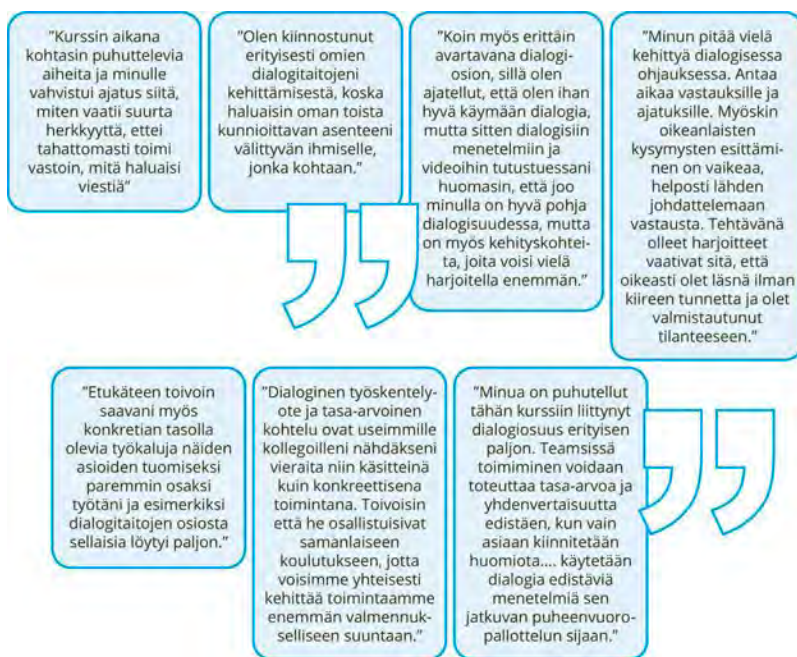 ”Kurssin aikana
kohtasin puhuttelevia
aiheita ja minulle
vahvistui ajatus siitä,
miten vaatii suurta
herkkyyttä, ettei
tahattomasti toimi
vastoin, mitä haluaisi
viestiä”
”Olen kiinnostunut
erityisesti omien
dialogitaitojeni
kehittämisestä, koska
haluaisin oman toista
kunnioittavan asenteeni
välittyvän ihmiselle,
jonka kohtaan.”
”Koin myös erittäin
avartavana dialogi-
osion, sillä olen
ajatellut, että olen ihan
hyvä käymään dialogia,
mutta sitten dialogisiin
menetelmiin ja
videoihin tutustuessani
huomasin, että joo
minulla on hyvä pohja
dialogisuudessa, mutta
on myös kehityskohtei-
ta, joita voisi vielä
harjoitella enemmän.”
”Minun pitää vielä
kehittyä dialogisessa
ohjauksessa. Antaa
aikaa vastauksille ja
ajatuksille. Myöskin
oikeanlaisten
kysymysten esittämi-
nen on vaikeaa,
helposti lähden
johdattelemaan
vastausta. Tehtävänä
olleet harjoitteet
vaativat sitä, että
oikeasti olet läsnä ilman
kiireen tunnetta ja olet
valmistautunut
tilanteeseen.”
”Etukäteen toivoin
saavani myös
konkretian tasolla
olevia työkaluja näiden
asioiden tuomiseksi
paremmin osaksi
työtäni ja esimerkiksi
dialogitaitojen osiosta
sellaisia löytyi paljon.”
”Dialoginen työskentely-
ote ja tasa-arvoinen
kohtelu ovat useimmille
kollegoilleni nähdäkseni
vieraita niin käsitteinä
kuin konkreettisena
toimintana. Toivoisin
että he osallistuisivat
samanlaiseen
koulutukseen, jotta
voisimme yhteisesti
kehittää toimintaamme
enemmän valmennuk-
selliseen suuntaan.”
”Minua on puhutellut
tähän kurssiin liittynyt
dialogiosuus erityisen
paljon. Teamsissä
toimiminen voidaan
toteuttaa tasa-arvoa ja
yhdenvertaisuutta
edistäen, kun vain
asiaan kiinnitetään
huomiota.... käytetään
dialogia edistäviä
menetelmiä sen
jatkuvan puheenvuoro-
pallottelun sijaan.”